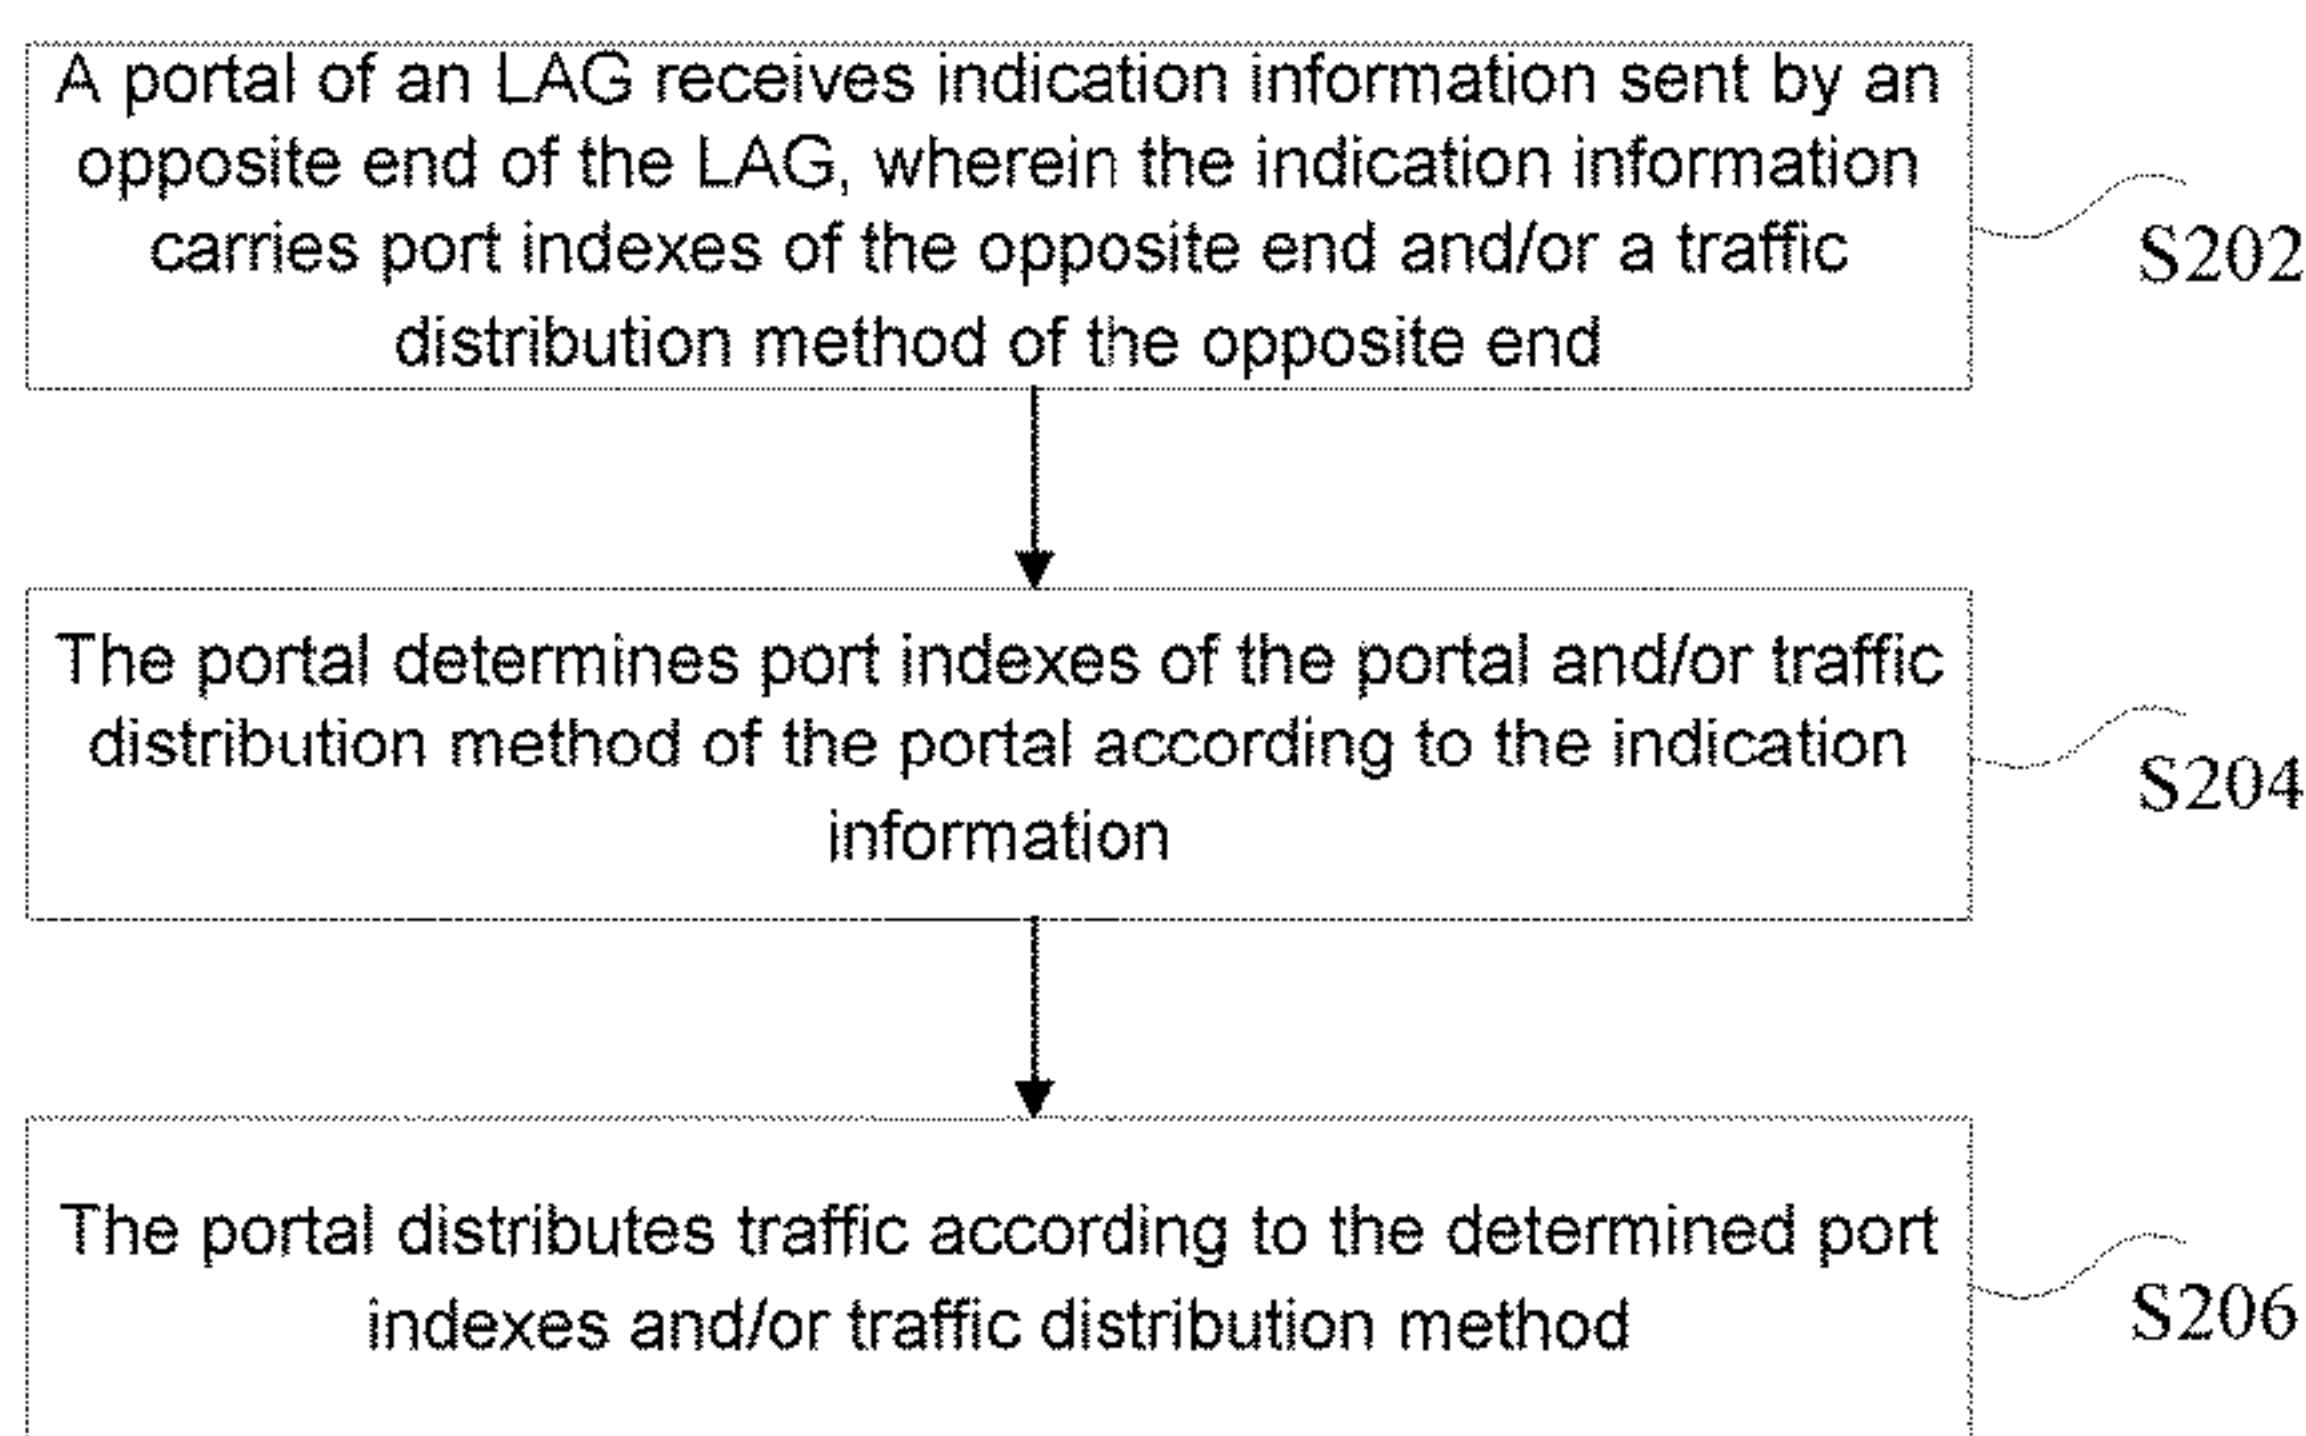 A portal of an LAG receives indication information sent by an
opposite end of the LAG, wherein the indication information
carries port indexes of the opposite end and/or a traffic
distribution method of the opposite end
S202
The portal determines port indexes of the portal and/or traffic
distribution method of the portal according to the indication
information
S204
The portal distributes traffic according to the determined port
indexes and/or traffic distribution method
S206